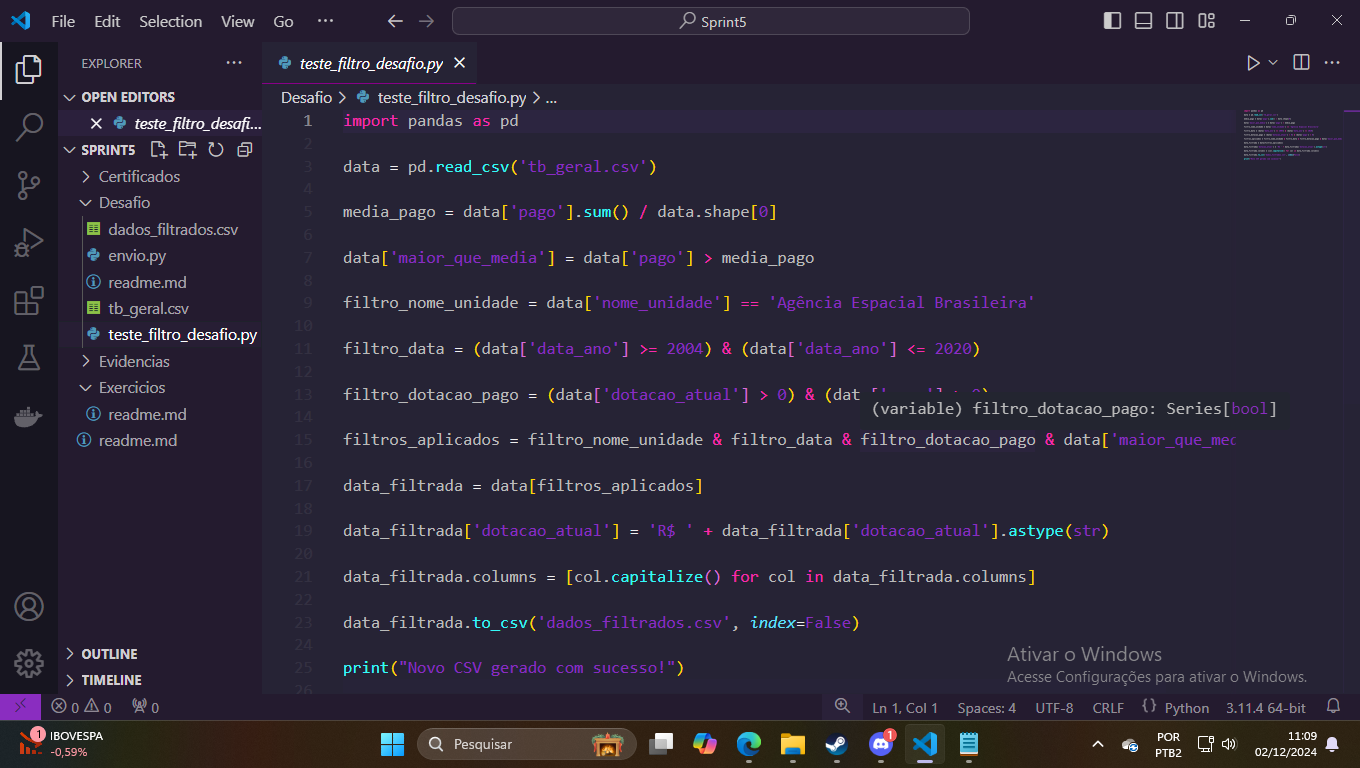 File Edit Selection View Go ...
Sprint5
EXPLORER
OPEN EDITORS
teste_filtro_desafi...
SPRINT5
Certificados
Desafio
dados_filtrados.csv
envio.py
readme.md
tb_geral.csv
teste_filtro_desafio.py
Evidencias
Exercicios
readme.md
readme.md
OUTLINE
TIMELINE
teste_filtro_desafio.py
Desafio > teste_filtro_desafio.py > ...
1 import pandas as pd
2
3 data = pd.read_csv('tb_geral.csv')
4
5 media_pago = data['pago'].sum() / data.shape[0]
6
7 data['maior_que_media'] = data['pago'] > media_pago
8
9 filtro_nome_unidade = data['nome_unidade'] == 'Agência Espacial Brasileira'
10
11 filtro_data = (data['data_ano'] >= 2004) & (data['data_ano'] <= 2020)
12
13 filtro_dotacao_pago = (data['dotacao_atual'] > 0) & (dat
(variable) filtro_dotacao_pago: Series[bool]
14
15 filtros_aplicados = filtro_nome_unidade & filtro_data & filtro_dotacao_pago & data['maior_que_med
16
17 data_filtrada = data[filtros_aplicados]
18
19 data_filtrada['dotacao_atual'] = 'R$ ' + data_filtrada['dotacao_atual'].astype(str)
20
21 data_filtrada.columns = [col.capitalize() for col in data_filtrada.columns]
22
23 data_filtrada.to_csv('dados_filtrados.csv', index=False)
24
25 print("Novo CSV gerado com sucesso!")
26
Ativar o Windows
Acesse Configurações para ativar o Windows.
0 0 0 Ln 1, Col 1 Spaces: 4 UTF-8 CRLF {} Python 3.11.4 64-bit
1 IBOVESPA
-0,59%
Pesquisar
1
POR
PTB2
11:09
02/12/2024